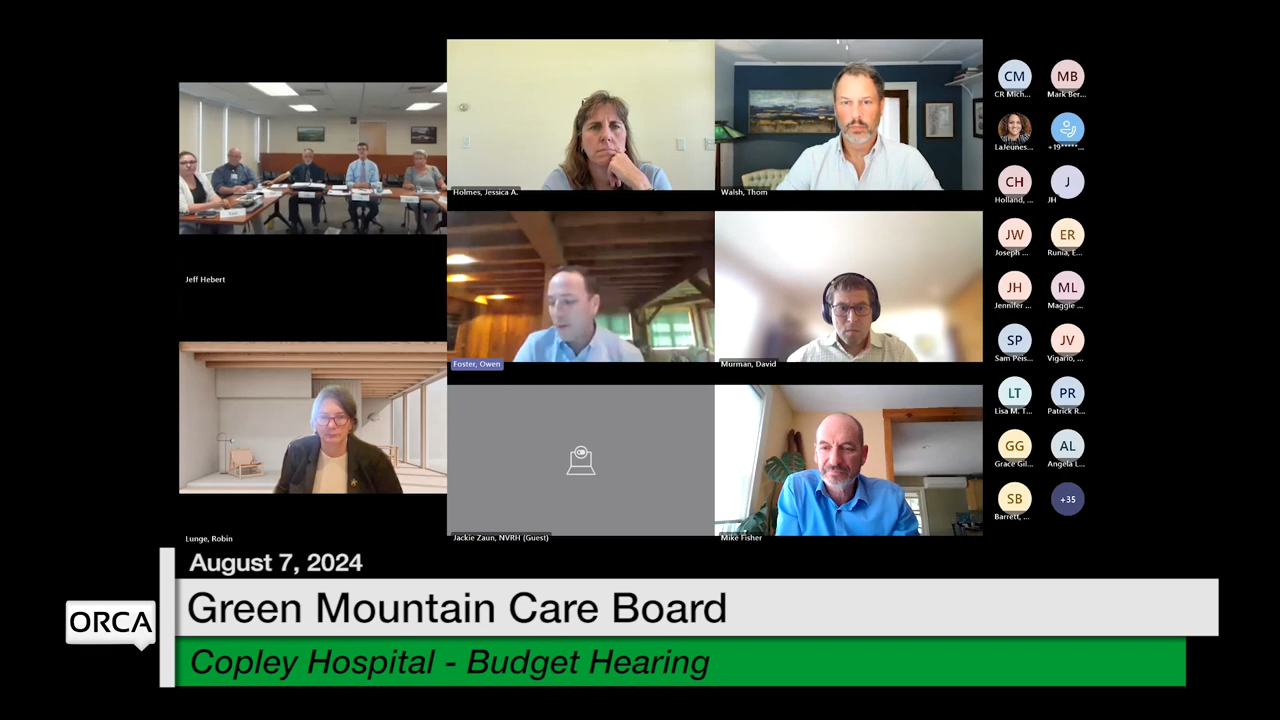 Holmes, Jessica A.
Walsh, Thom
Jeff Hebert
Foster, Owen
Murman, David
Lunge, Robin
Jackie Zaun, NVRH (Guest)
Mike Fisher
CM
CR Mich...
MB
Mark Ber...
LaJeunes...
+19*****...
CH
Holland, ...
J
JH
JW
Joseph ...
ER
Runia, E...
JH
Jennifer ...
ML
Maggie ...
SP
Sam Peis...
JV
Vigario, ...
LT
Lisa M. T...
PR
Patrick R...
GG
Grace Gil...
AL
Angela L...
SB
Barrett, ...
+35
August 7, 2024
ORCA
Green Mountain Care Board
Copley Hospital - Budget Hearing